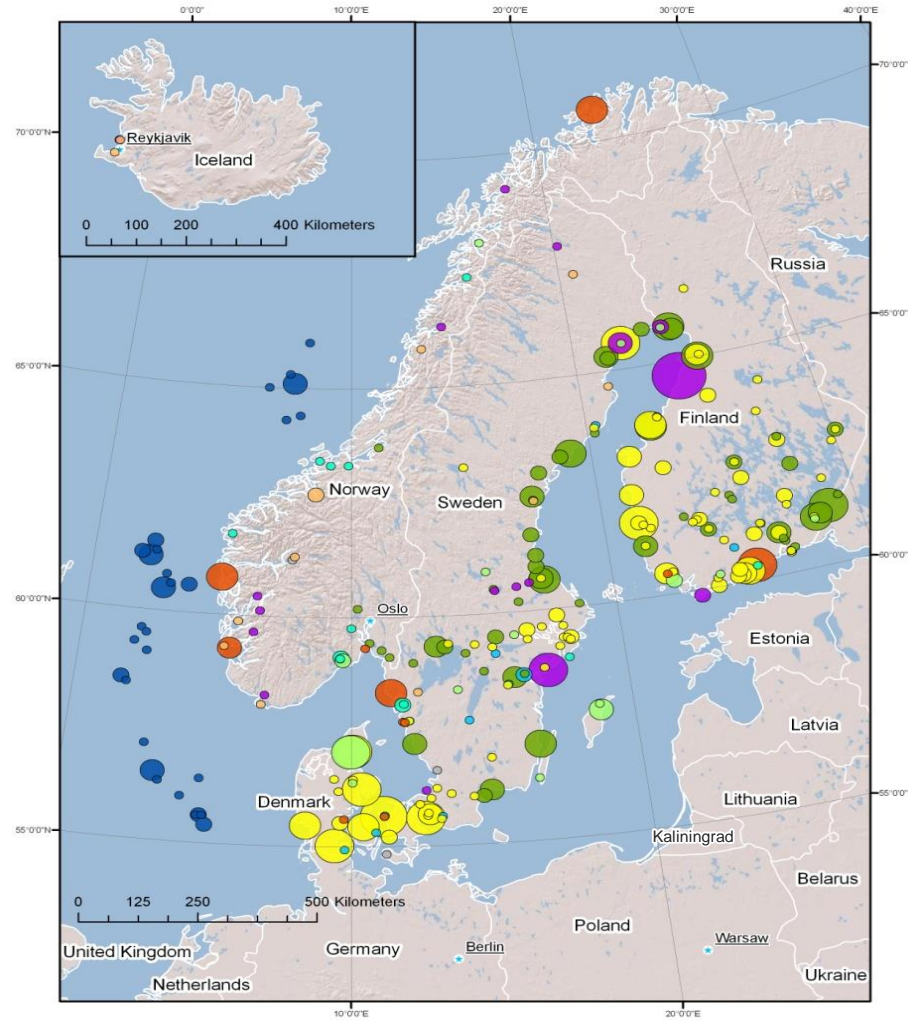 0°0'0" 10°0'0"E 20°0'0"E 30°0'0"E 40°0'0"E
70°0'0"N
70°0'0"N
Reykjavik
Iceland
0 100 200 400 Kilometers
Russia
65°0'0"N
65°0'0"N
Finland
Norway
Sweden
60°0'0"N
60°0'0"N
Oslo
Estonia
Latvia
Denmark
Lithuania
55°0'0"N
55°0'0"N
Kaliningrad
Belarus
0 125 250 500 Kilometers
Poland
United Kingdom
Germany
Berlin
Warsaw
Netherlands
Ukraine
10°0'0"E 20°0'0"E